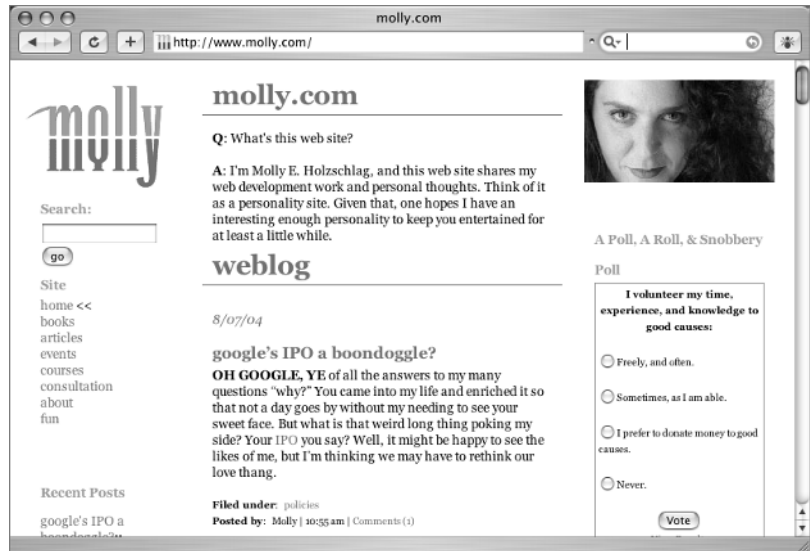 molly.com
http://www.molly.com/
molly
Search:
go
Site
home <<
books
articles
events
courses
consultation
about
fun
Recent Posts
google's IPO a
boondoggle?»
molly.com
Q: What's this web site?
A: I'm Molly E. Holzschlag, and this web site shares my
web development work and personal thoughts. Think of it
as a personality site. Given that, one hopes I have an
interesting enough personality to keep you entertained for
at least a little while.
weblog
8/07/04
google's IPO a boondoggle?
OH GOOGLE, YE of all the answers to my many
questions "why?" You came into my life and enriched it so
that not a day goes by without my needing to see your
sweet face. But what is that weird long thing poking my
side? Your IPO you say? Well, it might be happy to see the
likes of me, but I'm thinking we may have to rethink our
love thang.
Filed under: policies
Posted by: Molly | 10:55 am | Comments (1)
A Poll, A Roll, & Snobbery
Poll
I volunteer my time,
experience, and knowledge to
good causes:
Freely, and often.
Sometimes, as I am able.
I prefer to donate money to good
causes.
Never.
Vote